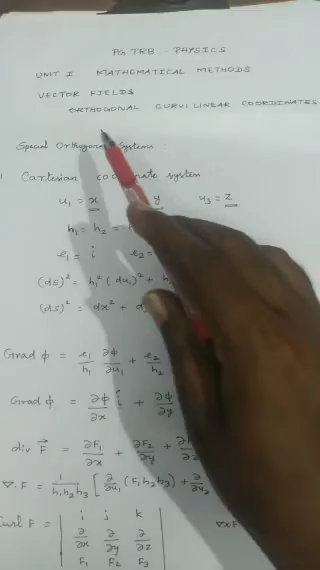 PG TRB - PHYSICS
UNIT I MATHEMATICAL METHODS
VECTOR FIELDS
ORTHOGONAL CURVILINEAR COORDINATES
Special Orthogonal Systems :
Cartesian coordinate system
u₁ = x y u₃ = z
h₁ = h₂ =
e₁ = i e₂ =
(ds)² = h₁² (du₁)² +
(ds)² = dx² +
Grad ϕ = e₁/h₁ ∂ϕ/∂u₁ + e₂/h₂
Grad ϕ = ∂ϕ/∂x î + ∂ϕ/∂y
div F⃗ = ∂F₁/∂x + ∂F₂/∂y +
∇.F = 1/h₁h₂h₃ [ ∂/∂u₁ (F₁h₂h₃) + ∂/∂u₂
Curl F = | i j k ∇×F
∂/∂x ∂/∂y ∂/∂z
F₁ F₂ F₃